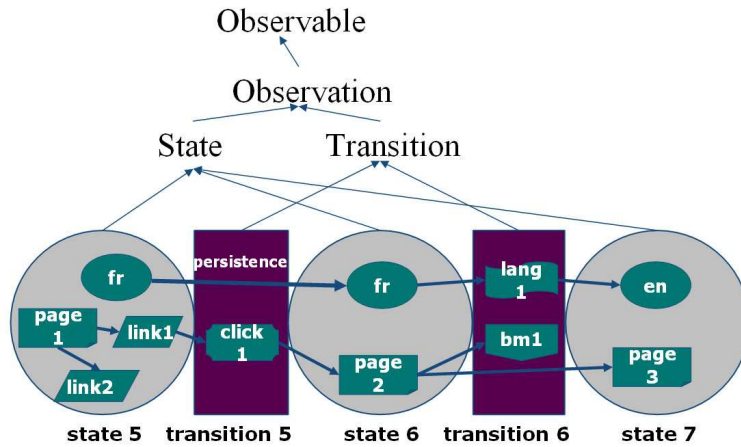 Observable
Observation
State
Transition
persistence
fr
fr
lang
1
en
page
1
link1
click
1
bm1
link2
page
2
page
3
state 5
transition 5
state 6
transition 6
state 7